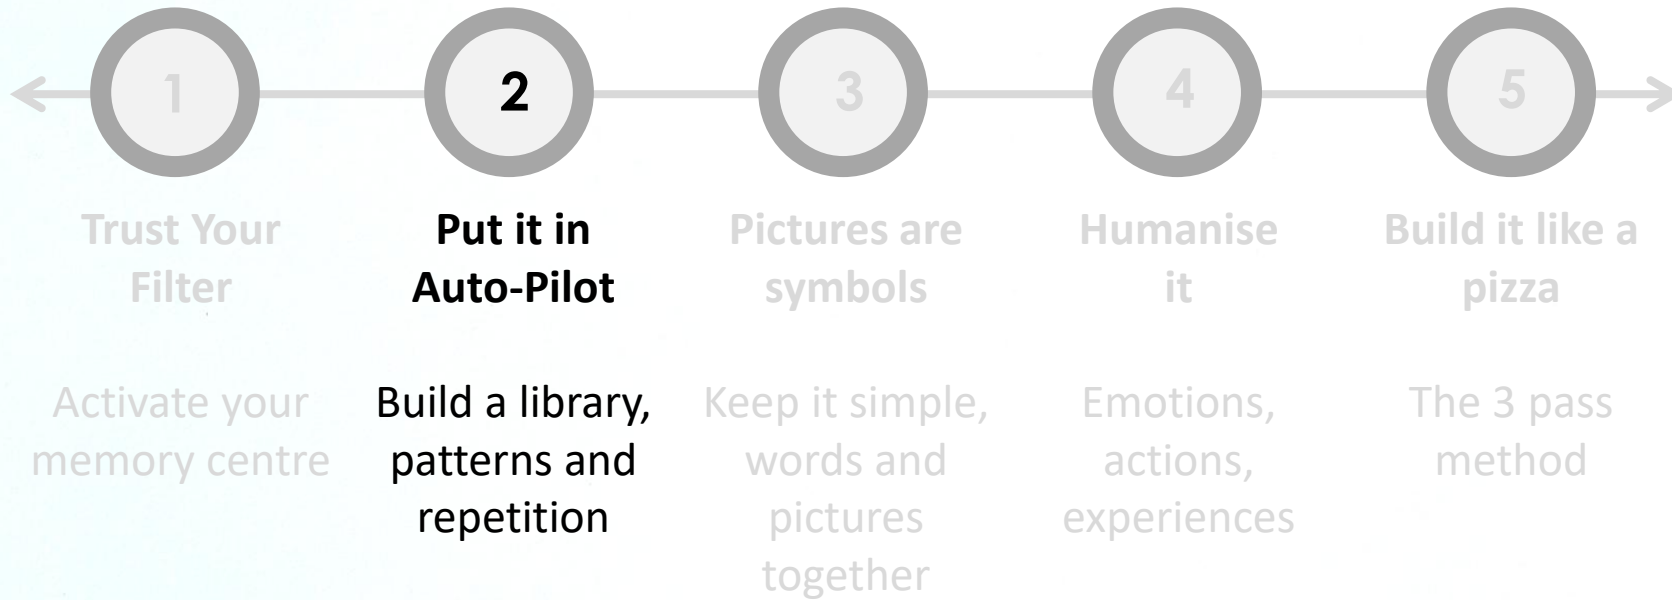 1
2
3
4
5
Trust Your
Filter
Put it in
Auto-Pilot
Pictures are
symbols
Humanise
it
Build it like a
pizza
Activate your
memory centre
Build a library,
patterns and
repetition
Keep it simple,
words and
pictures
together
Emotions,
actions,
experiences
The 3 pass
method